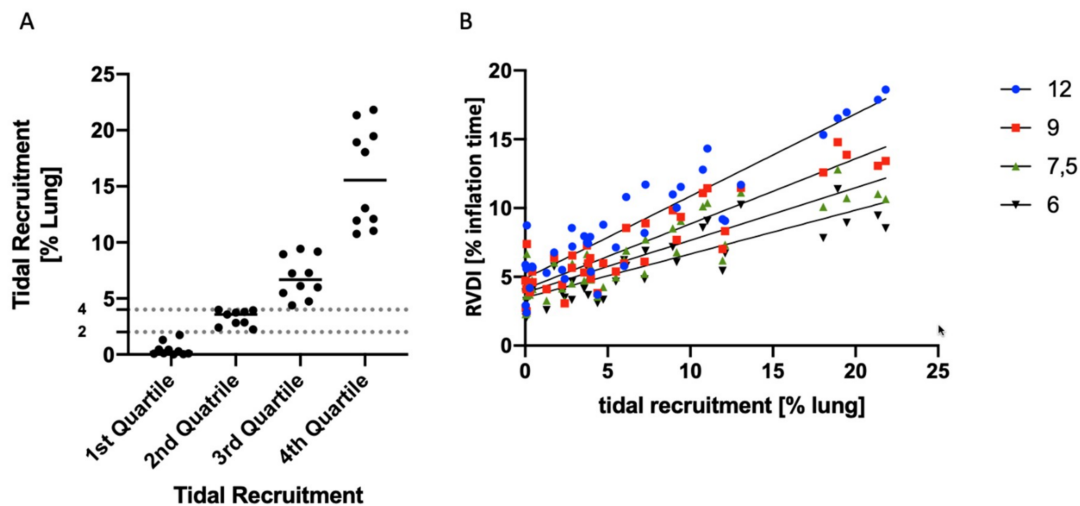 A
B
Tidal Recruitment
[% Lung]
25
20
15
10
5
4
2
0
1st Quartile
2nd Quatrile
3rd Quartile
4th Quartile
Tidal Recruitment
RVDI [% inflation time]
20
15
10
5
0
0 5 10 15 20 25
tidal recruitment [% lung]
12
9
7,5
6